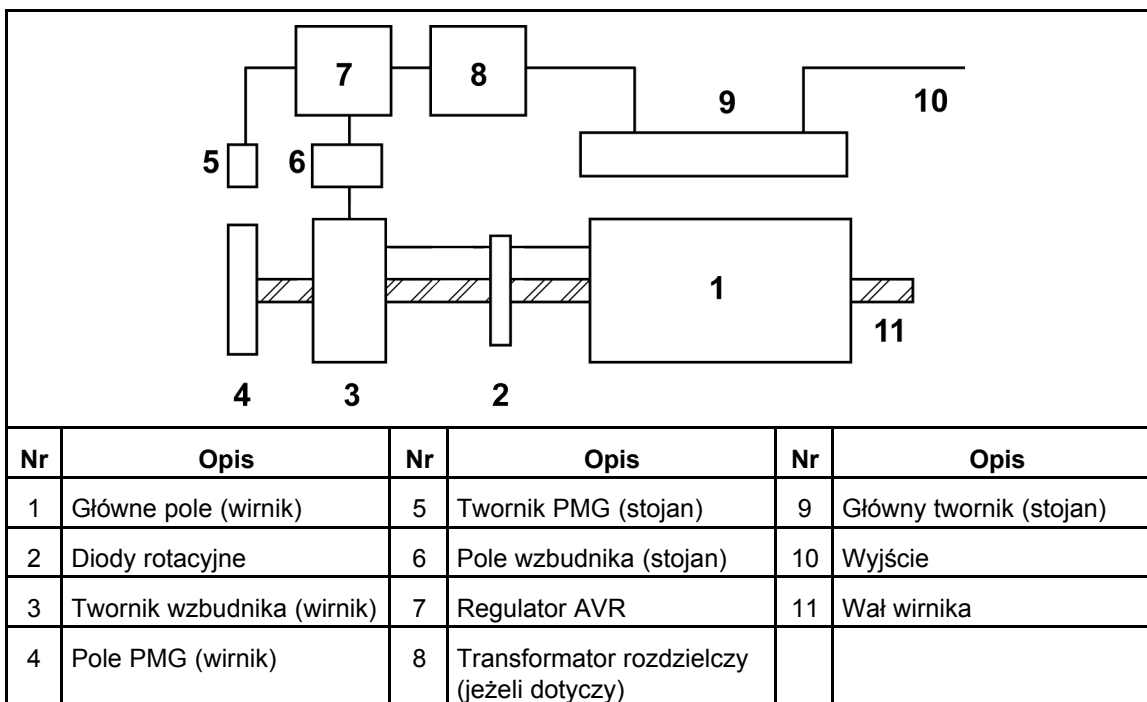 7
8
9
10
5
6
1
11
4
3
2
Nr Opis Nr Opis Nr Opis
1 Główne pole (wirnik) 5 Twornik PMG (stojan) 9 Główny twornik (stojan)
2 Diody rotacyjne 6 Pole wzbudnika (stojan) 10 Wyjście
3 Twornik wzbudnika (wirnik) 7 Regulator AVR 11 Wał wirnika
4 Pole PMG (wirnik) 8 Transformator rozdzielczy
(jeżeli dotyczy)